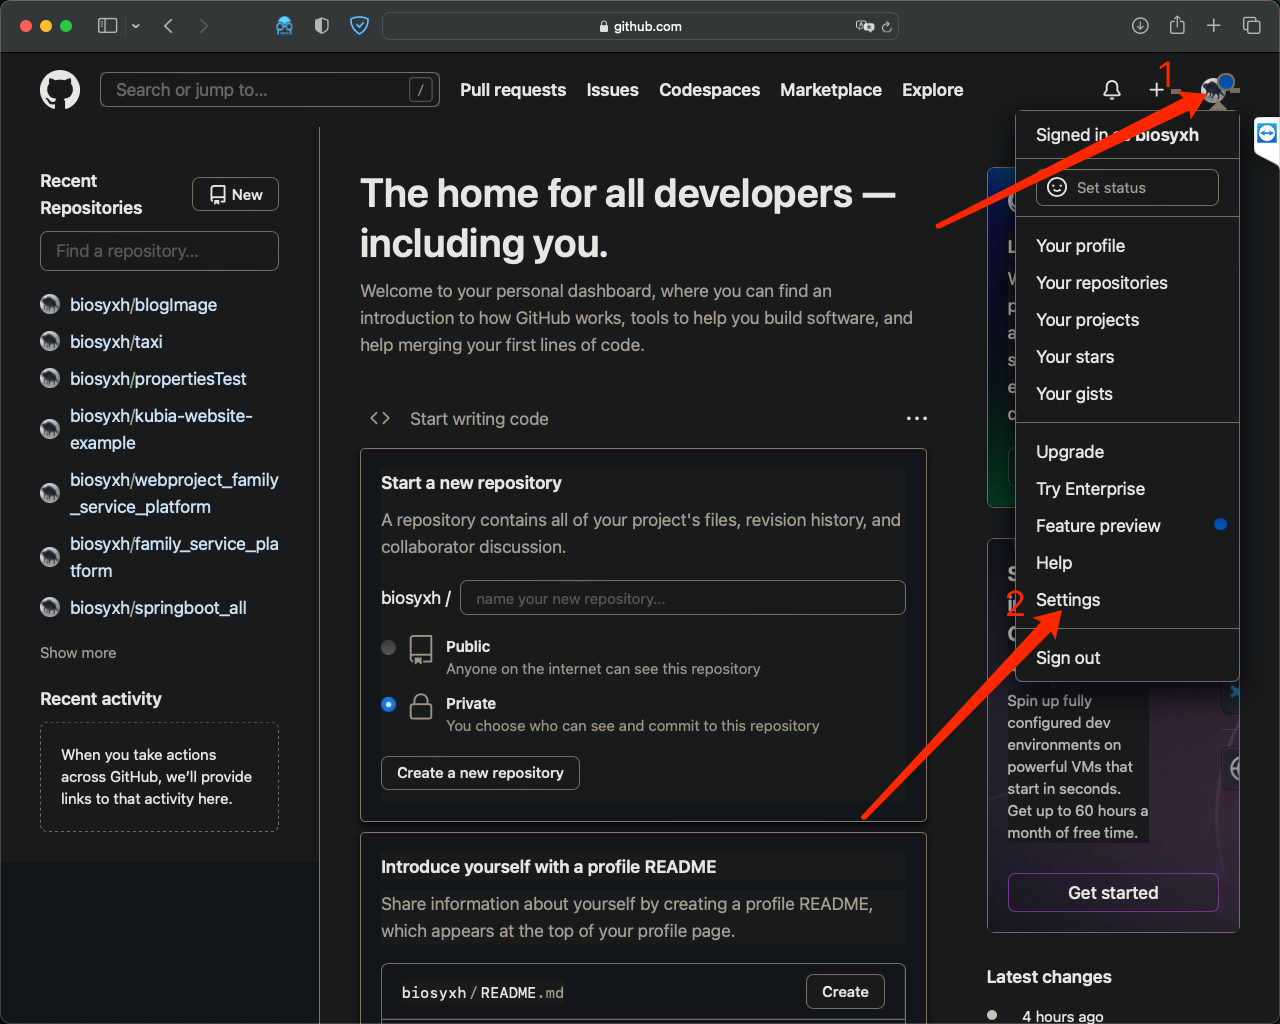 github.com
Search or jump to...
/
Pull requests
Issues
Codespaces
Marketplace
Explore
1
Signed in as biosyxh
Set status
Your profile
Your repositories
Your projects
Your stars
Your gists
Upgrade
Try Enterprise
Feature preview
Help
Settings
2
Sign out
Recent
Repositories
New
Find a repository...
biosyxh/blogImage
biosyxh/taxi
biosyxh/propertiesTest
biosyxh/kubia-website-
example
biosyxh/webproject_family
_service_platform
biosyxh/family_service_pla
tform
biosyxh/springboot_all
Show more
Recent activity
When you take actions
across GitHub, we'll provide
links to that activity here.
The home for all developers —
including you.
Welcome to your personal dashboard, where you can find an
introduction to how GitHub works, tools to help you build software, and
help merging your first lines of code.
Start writing code
Start a new repository
A repository contains all of your project's files, revision history, and
collaborator discussion.
biosyxh /
name your new repository...
Public
Anyone on the internet can see this repository
Private
You choose who can see and commit to this repository
Create a new repository
Introduce yourself with a profile README
Share information about yourself by creating a profile README,
which appears at the top of your profile page.
biosyxh / README.md
Create
Spin up fully
configured dev
environments on
powerful VMs that
start in seconds.
Get up to 60 hours a
month of free time.
Get started
Latest changes
4 hours ago